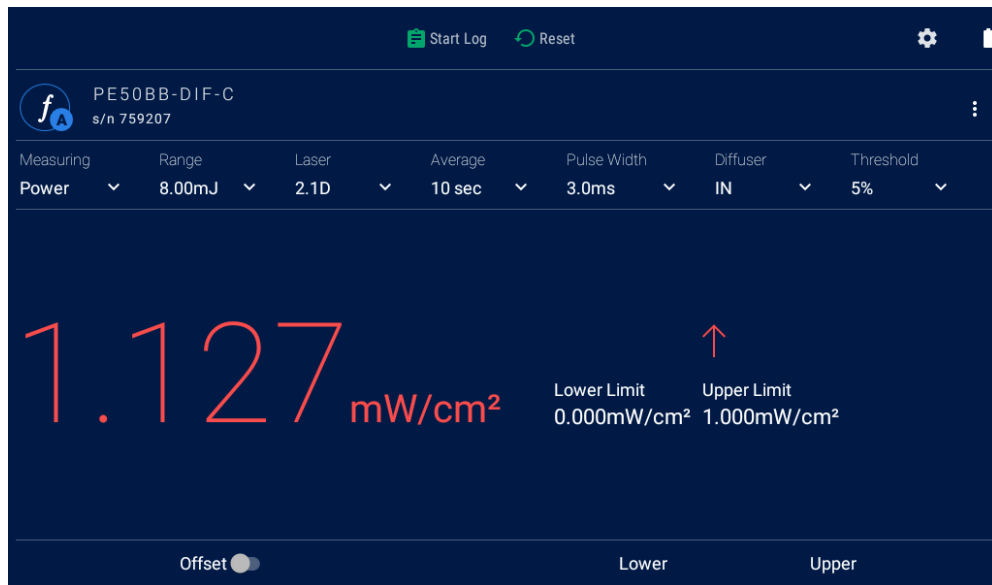 Start Log Reset
f A PE50BB-DIF-C
s/n 759207
Measuring Range Laser Average Pulse Width Diffuser Threshold
Power 8.00mJ 2.1D 10 sec 3.0ms IN 5%
1.127 mW/cm²
Lower Limit Upper Limit
0.000mW/cm² 1.000mW/cm²
Offset Lower Upper